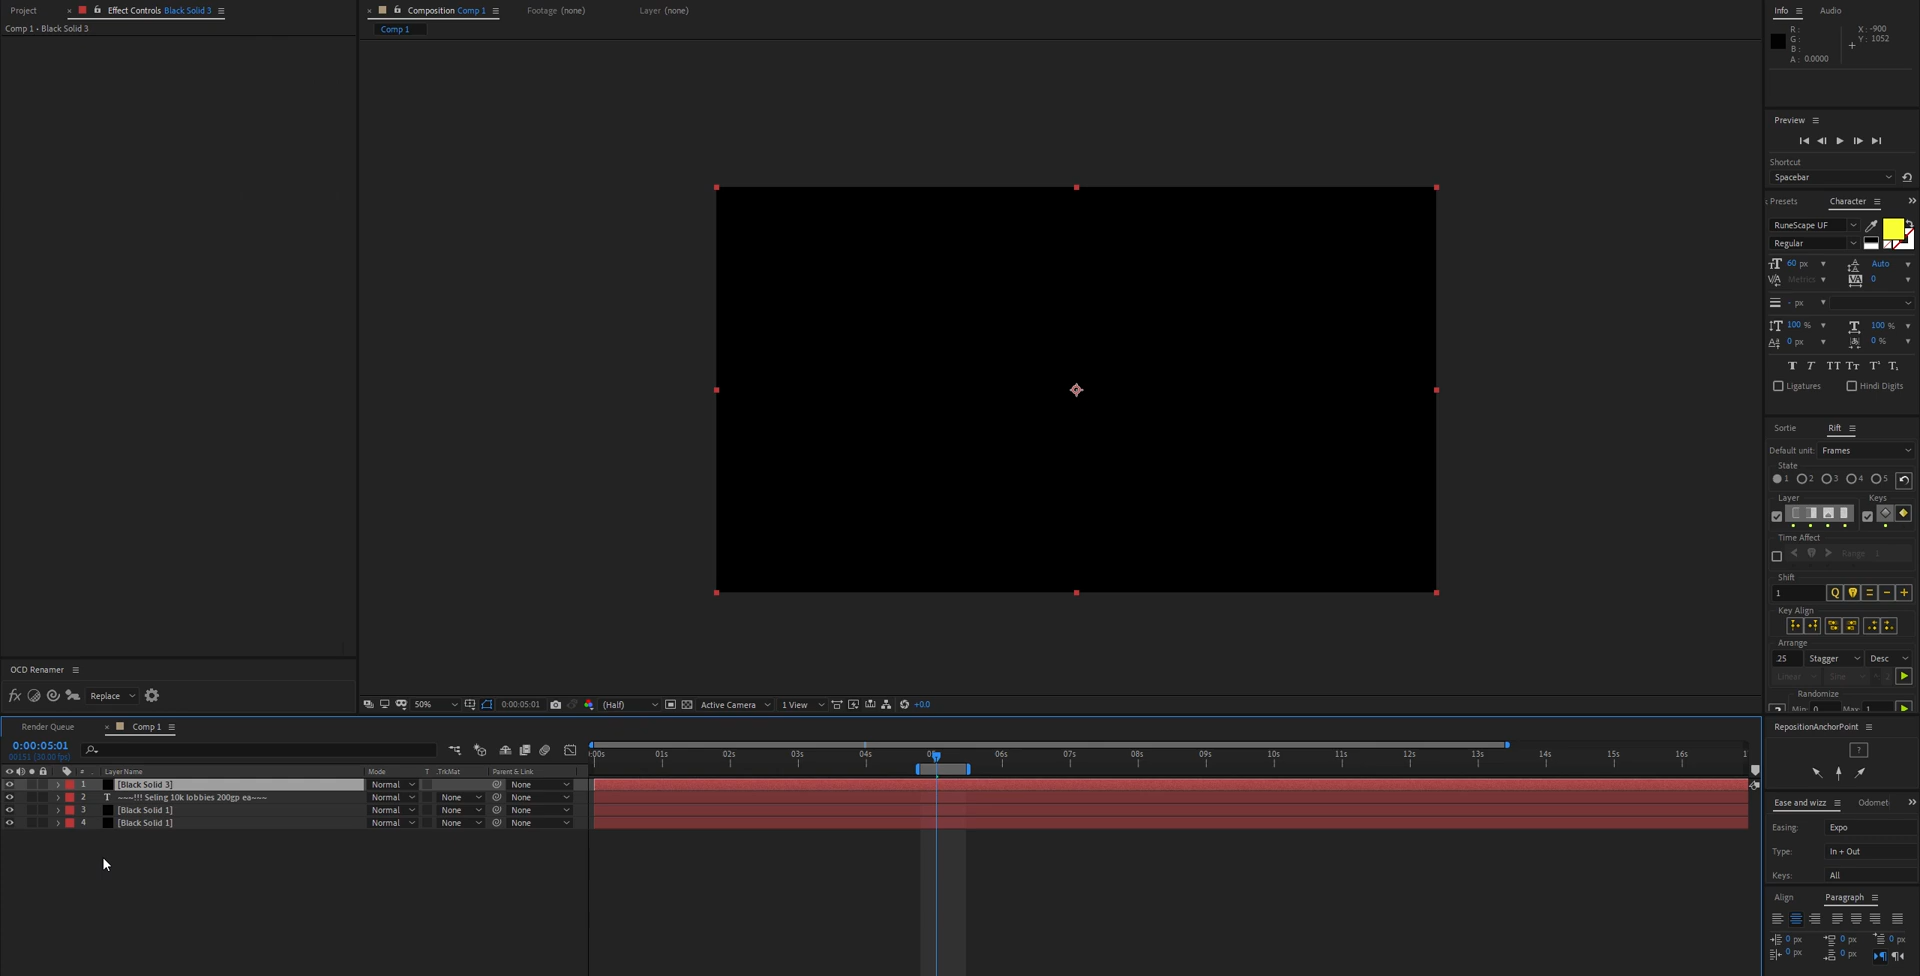 Project
Effect Controls Black Solid 3
Comp 1 • Black Solid 3
Composition Comp 1
Footage (none)
Layer (none)
Comp 1
Info
Audio
R :
G :
B :
A : 0.0000
X : -900
Y : 1052
Preview
Shortcut
Spacebar
Presets
Character
RuneScape UF
Regular
60 px
Auto
Metrics
0
- px
100 %
100 %
0 px
0 %
Ligatures
Hindi Digits
Sortie
Rift
Default unit: Frames
State
1 2 3 4 5
Layer
Keys
Time Affect
Range 1
Shift
1
Key Align
Arrange
.25 Stagger Desc
Linear Sine 2
Randomize
Min: 0 Max: 1
OCD Renamer
fx Replace
50%
0:00:05:01
(Half)
Active Camera
1 View
+0.0
Render Queue
Comp 1
0:00:05:01
00151 (30.00 fps)
# Layer Name Mode T .TrkMat Parent & Link
1 [Black Solid 3] Normal None
2 T ~~~!!! Seling 10k lobbies 200gp ea~~~ Normal None None
3 [Black Solid 1] Normal None None
4 [Black Solid 1] Normal None None
:00s 01s 02s 03s 04s 05s 06s 07s 08s 09s 10s 11s 12s 13s 14s 15s 16s 1
RepositionAnchorPoint
?
Ease and wizz
Odomet
Easing: Expo
Type: In + Out
Keys: All
Align
Paragraph
0 px 0 px 0 px
0 px 0 px